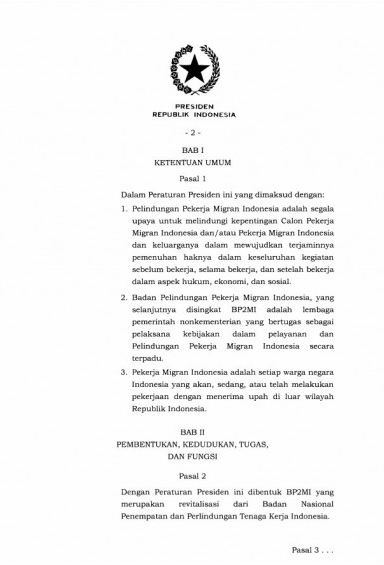 PRESIDEN
REPUBLIK INDONESIA
- 2 -
BAB I
KETENTUAN UMUM
Pasal 1
Dalam Peraturan Presiden ini yang dimaksud dengan:
1. Pelindungan Pekerja Migran Indonesia adalah segala
upaya untuk melindungi kepentingan Calon Pekerja
Migran Indonesia dan/atau Pekerja Migran Indonesia
dan keluarganya dalam mewujudkan terjaminnya
pemenuhan haknya dalam keseluruhan kegiatan
sebelum bekerja, selama bekerja, dan setelah bekerja
dalam aspek hukum, ekonomi, dan sosial.
2. Badan Pelindungan Pekerja Migran Indonesia, yang
selanjutnya disingkat BP2MI adalah lembaga
pemerintah nonkementerian yang bertugas sebagai
pelaksana kebijakan dalam pelayanan dan
Pelindungan Pekerja Migran Indonesia secara
terpadu.
3. Pekerja Migran Indonesia adalah setiap warga negara
Indonesia yang akan, sedang, atau telah melakukan
pekerjaan dengan menerima upah di luar wilayah
Republik Indonesia.
BAB II
PEMBENTUKAN, KEDUDUKAN, TUGAS,
DAN FUNGSI
Pasal 2
Dengan Peraturan Presiden ini dibentuk BP2MI yang
merupakan revitalisasi dari Badan Nasional
Penempatan dan Perlindungan Tenaga Kerja Indonesia.
Pasal 3 . . .